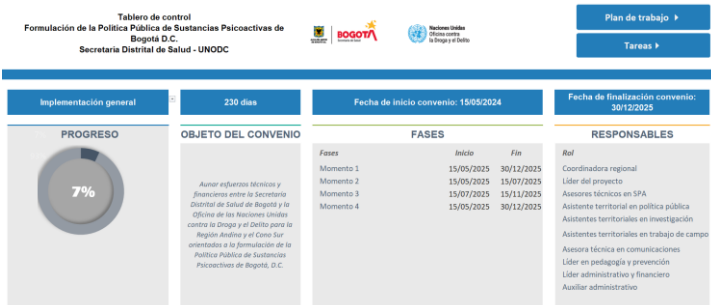 Tablero de control
Formulación de la Política Pública de Sustancias Psicoactivas de
Bogotá D.C.
Secretaria Distrital de Salud - UNODC
BOGOTÁ
Naciones Unidas
Oficina contra
la Droga y el Delito
Plan de trabajo
Tareas
Implementación general
230 días
Fecha de inicio convenio: 15/05/2024
Fecha de finalización convenio:
30/12/2025
PROGRESO
7%
OBJETO DEL CONVENIO
Aunar esfuerzos técnicos y
financieros entre la Secretaría
Distrital de Salud de Bogotá y la
Oficina de las Naciones Unidas
contra la Droga y el Delito para la
Región Andina y el Cono Sur
orientadas a la formulación de la
Política Pública de Sustancias
Psicoactivas de Bogotá, D.C.
FASES
Fases Inicio Fin
Momento 1 15/05/2025 30/12/2025
Momento 2 15/05/2025 15/07/2025
Momento 3 15/07/2025 15/11/2025
Momento 4 15/05/2025 30/12/2025
RESPONSABLES
Rol
Coordinadora regional
Líder del proyecto
Asesores técnicos en SPA
Asistente territorial en política pública
Asistentes territoriales en investigación
Asistentes territoriales en trabajo de campo
Asesora técnica en comunicaciones
Líder en pedagogía y prevención
Líder administrativo y financiero
Auxiliar administrativo